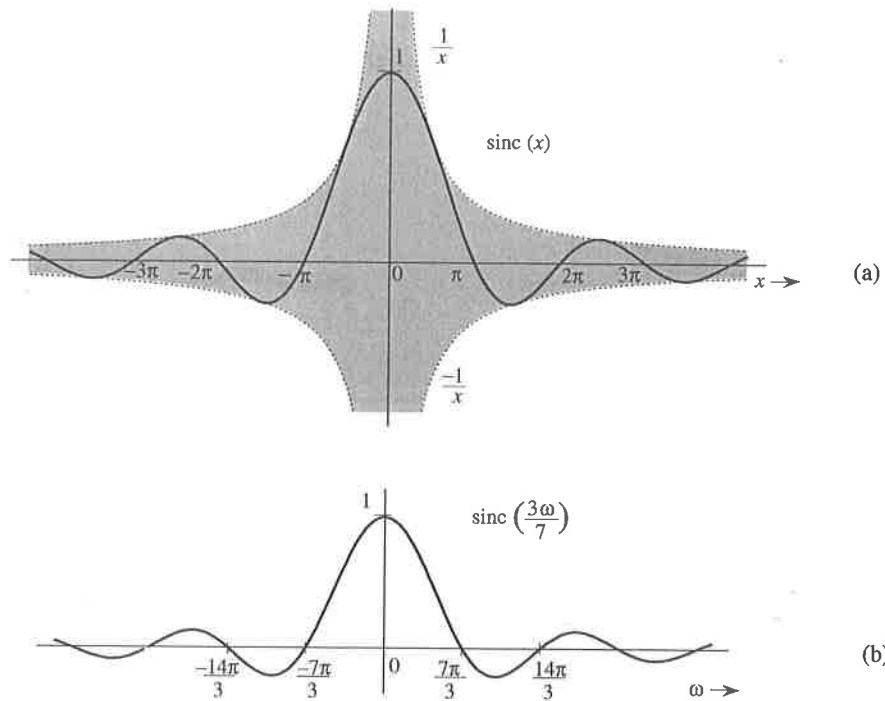 1/x
1
sinc (x)
−3π −2π −π 0 π 2π 3π
x → (a)
−1/x
1 sinc (3ω/7)
−14π/3 −7π/3 0 7π/3 14π/3
(b)
ω →